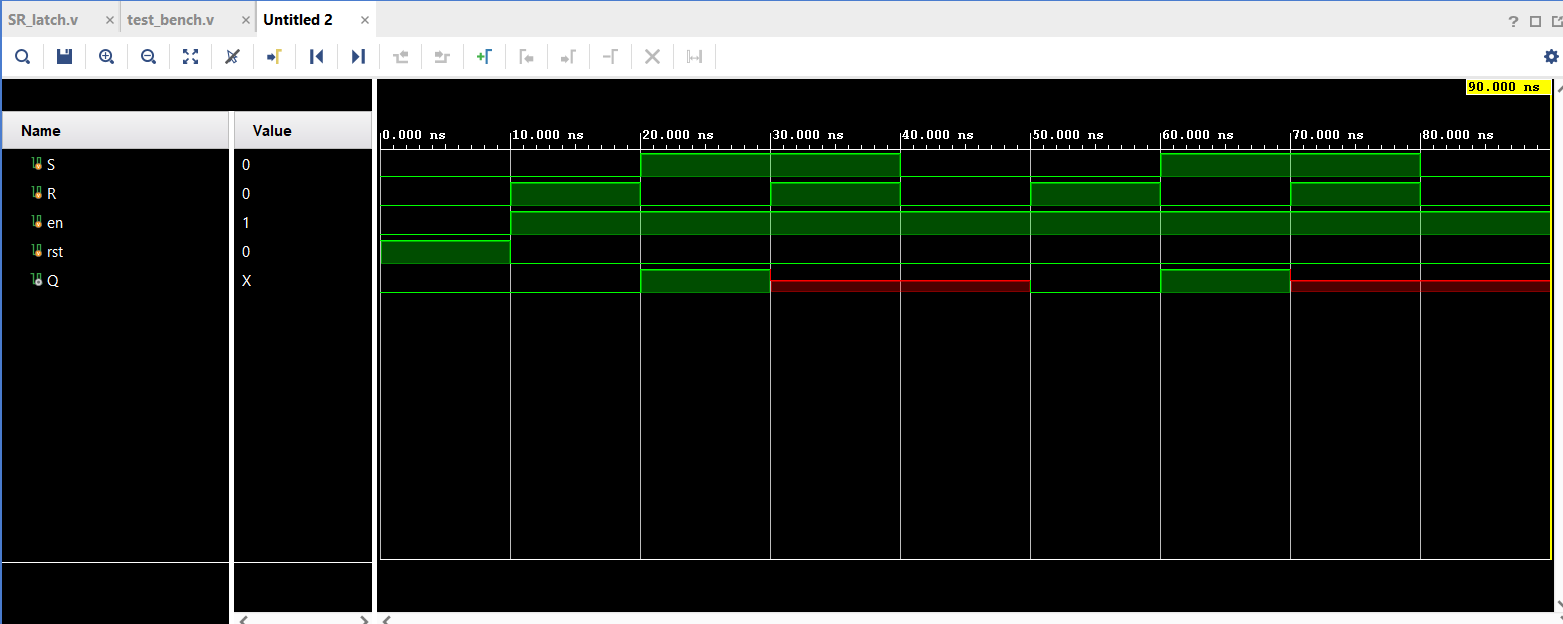 SR_latch.v × test_bench.v × Untitled 2 × ?
90.000 ns
Name Value
0.000 ns 10.000 ns 20.000 ns 30.000 ns 40.000 ns 50.000 ns 60.000 ns 70.000 ns 80.000 ns
S 0
R 0
en 1
rst 0
Q X